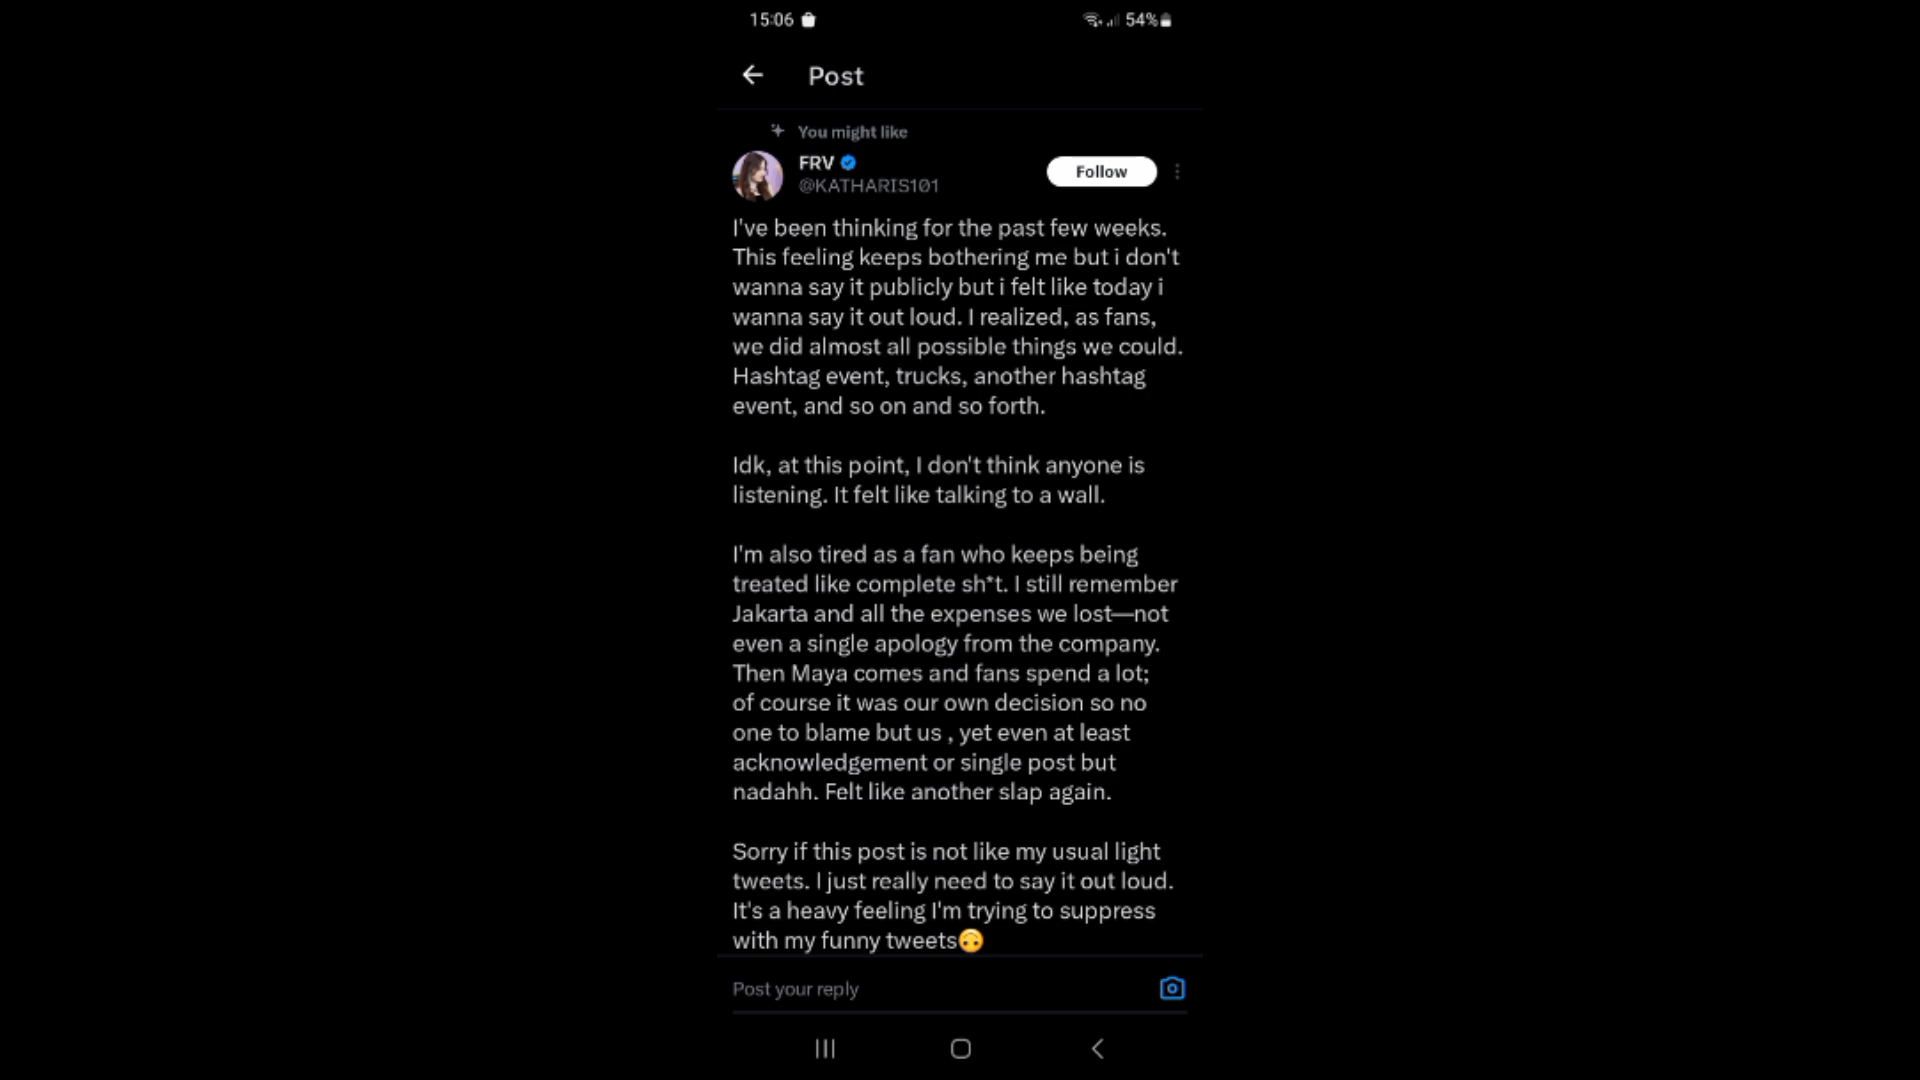 15:06
54%
Post
You might like
FRV
@KATHARIS101
Follow
I've been thinking for the past few weeks.
This feeling keeps bothering me but i don't
wanna say it publicly but i felt like today i
wanna say it out loud. I realized, as fans,
we did almost all possible things we could.
Hashtag event, trucks, another hashtag
event, and so on and so forth.
Idk, at this point, I don't think anyone is
listening. It felt like talking to a wall.
I'm also tired as a fan who keeps being
treated like complete sh*t. I still remember
Jakarta and all the expenses we lost—not
even a single apology from the company.
Then Maya comes and fans spend a lot;
of course it was our own decision so no
one to blame but us , yet even at least
acknowledgement or single post but
nadahh. Felt like another slap again.
Sorry if this post is not like my usual light
tweets. I just really need to say it out loud.
It's a heavy feeling I'm trying to suppress
with my funny tweets🙃
Post your reply